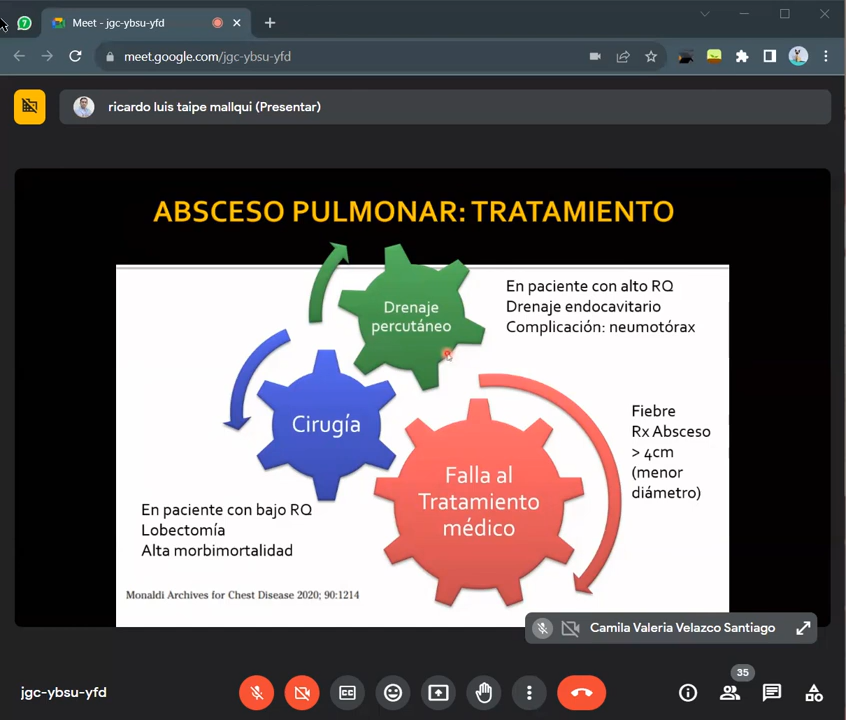 7
Meet - jgc-ybsu-yfd
meet.google.com/jgc-ybsu-yfd
ricardo luis taipe mallqui (Presentar)
ABSCESO PULMONAR: TRATAMIENTO
Drenaje
percutáneo
En paciente con alto RQ
Drenaje endocavitario
Complicación: neumotórax
Cirugía
En paciente con bajo RQ
Lobectomía
Alta morbimortalidad
Falla al
Tratamiento
médico
Fiebre
Rx Absceso
> 4cm
(menor
diámetro)
Monaldi Archives for Chest Disease 2020; 90:1214
Camila Valeria Velazco Santiago
jgc-ybsu-yfd
CC
35